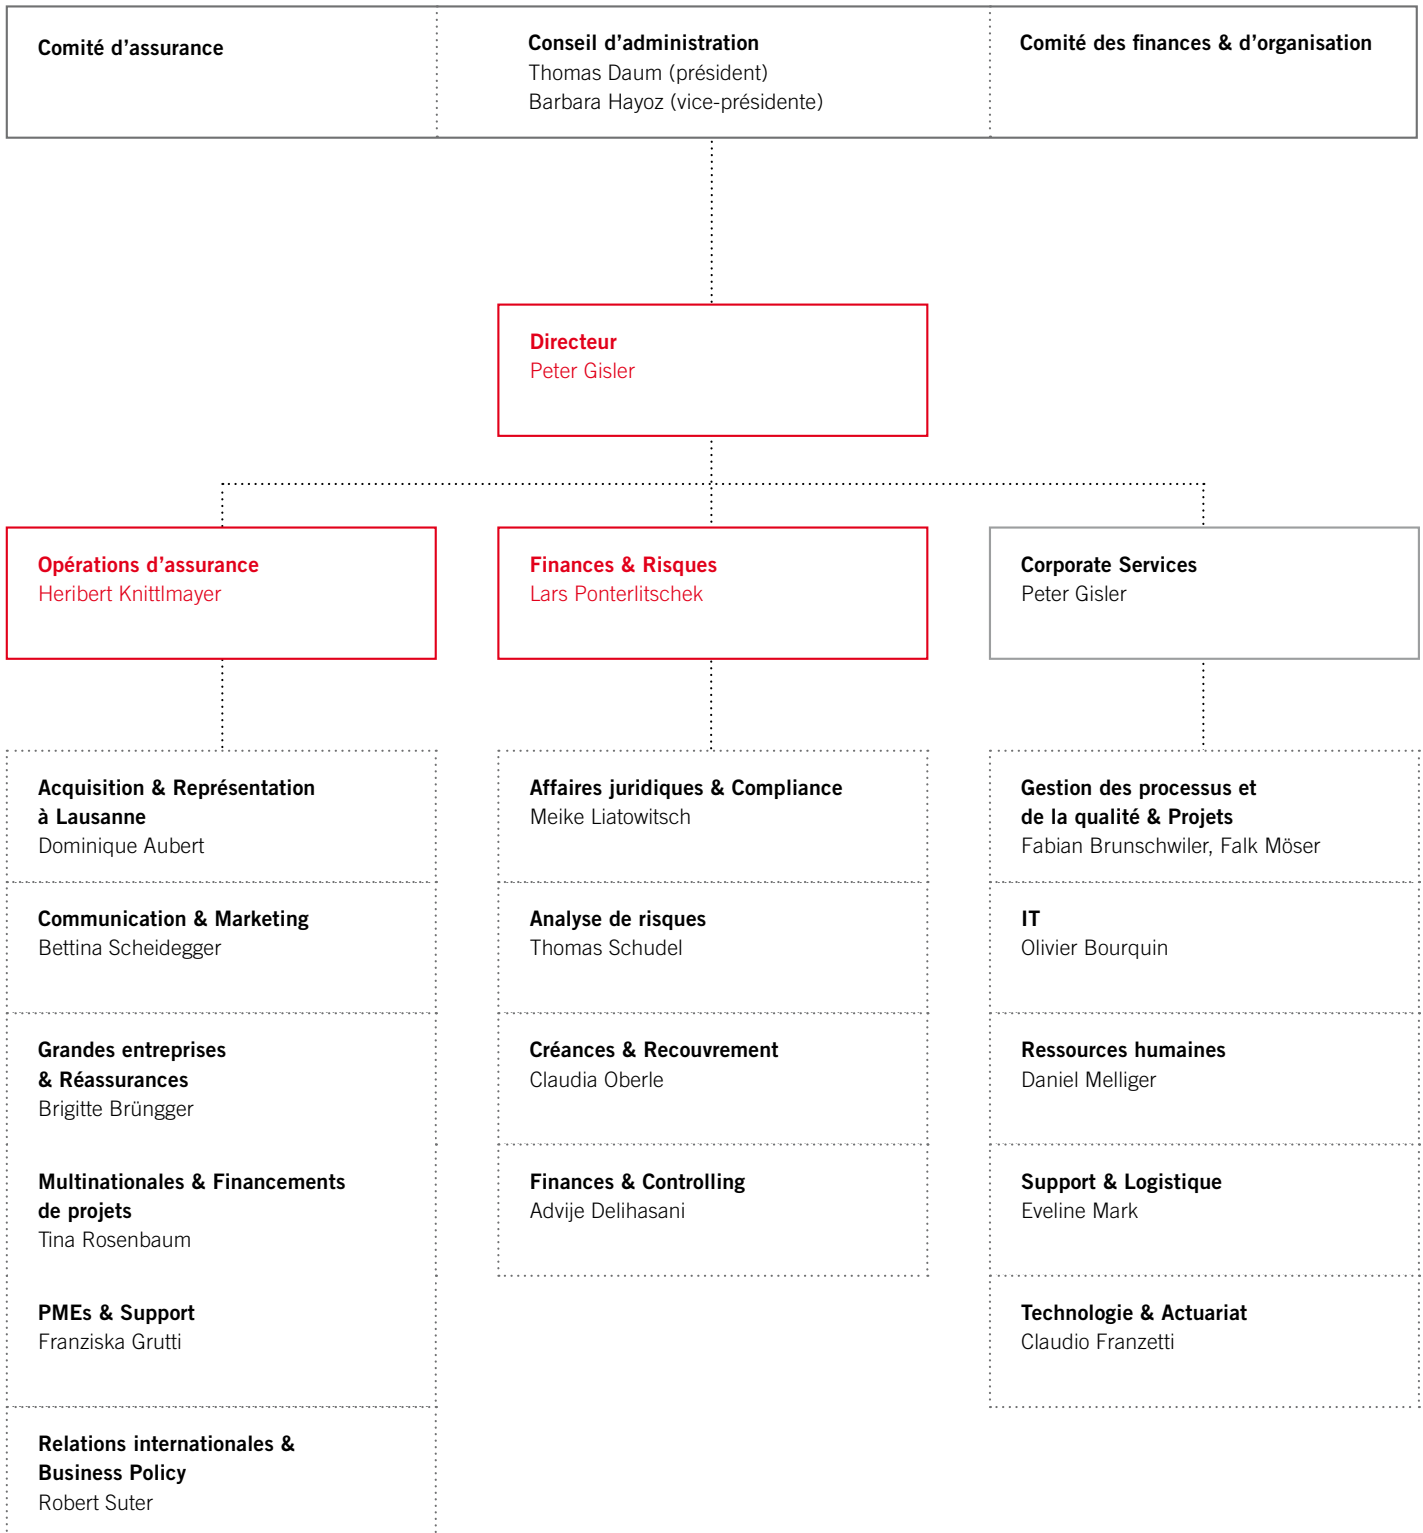 Comité d’assurance
Conseil d’administration
Thomas Daum (président)
Barbara Hayoz (vice-présidente)
Comité des finances & d’organisation
Directeur
Peter Gisler
Opérations d’assurance
Heribert Knittlmayer
Finances & Risques
Lars Ponterlitschek
Corporate Services
Peter Gisler
Acquisition & Représentation
à Lausanne
Dominique Aubert
Communication & Marketing
Bettina Scheidegger
Grandes entreprises
& Réassurances
Brigitte Brüngger
Multinationales & Financements
de projets
Tina Rosenbaum
PMEs & Support
Franziska Grutti
Relations internationales &
Business Policy
Robert Suter
Affaires juridiques & Compliance
Meike Liatowitsch
Analyse de risques
Thomas Schudel
Créances & Recouvrement
Claudia Oberle
Finances & Controlling
Advije Delihasani
Gestion des processus et
de la qualité & Projets
Fabian Brunschwiler, Falk Möser
IT
Olivier Bourquin
Ressources humaines
Daniel Melliger
Support & Logistique
Eveline Mark
Technologie & Actuariat
Claudio Franzetti